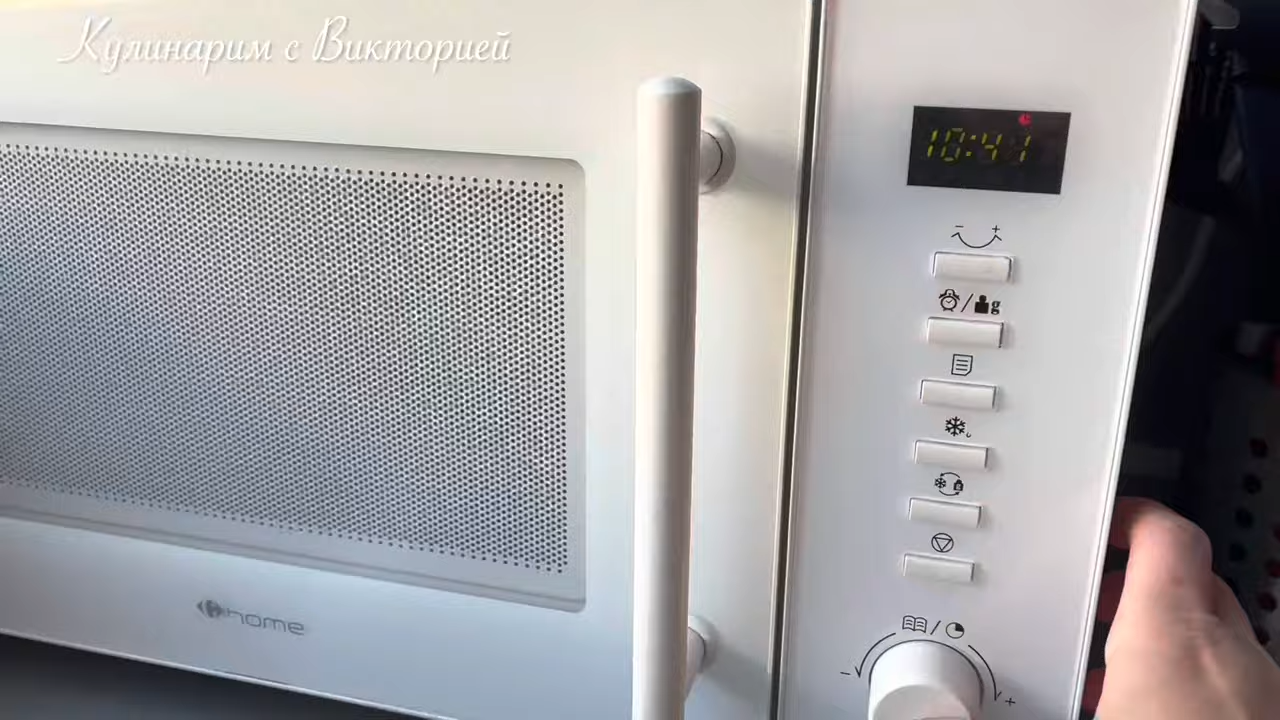 Кулинарим с Викторией
10:41
- +
/ g
home
/
- +